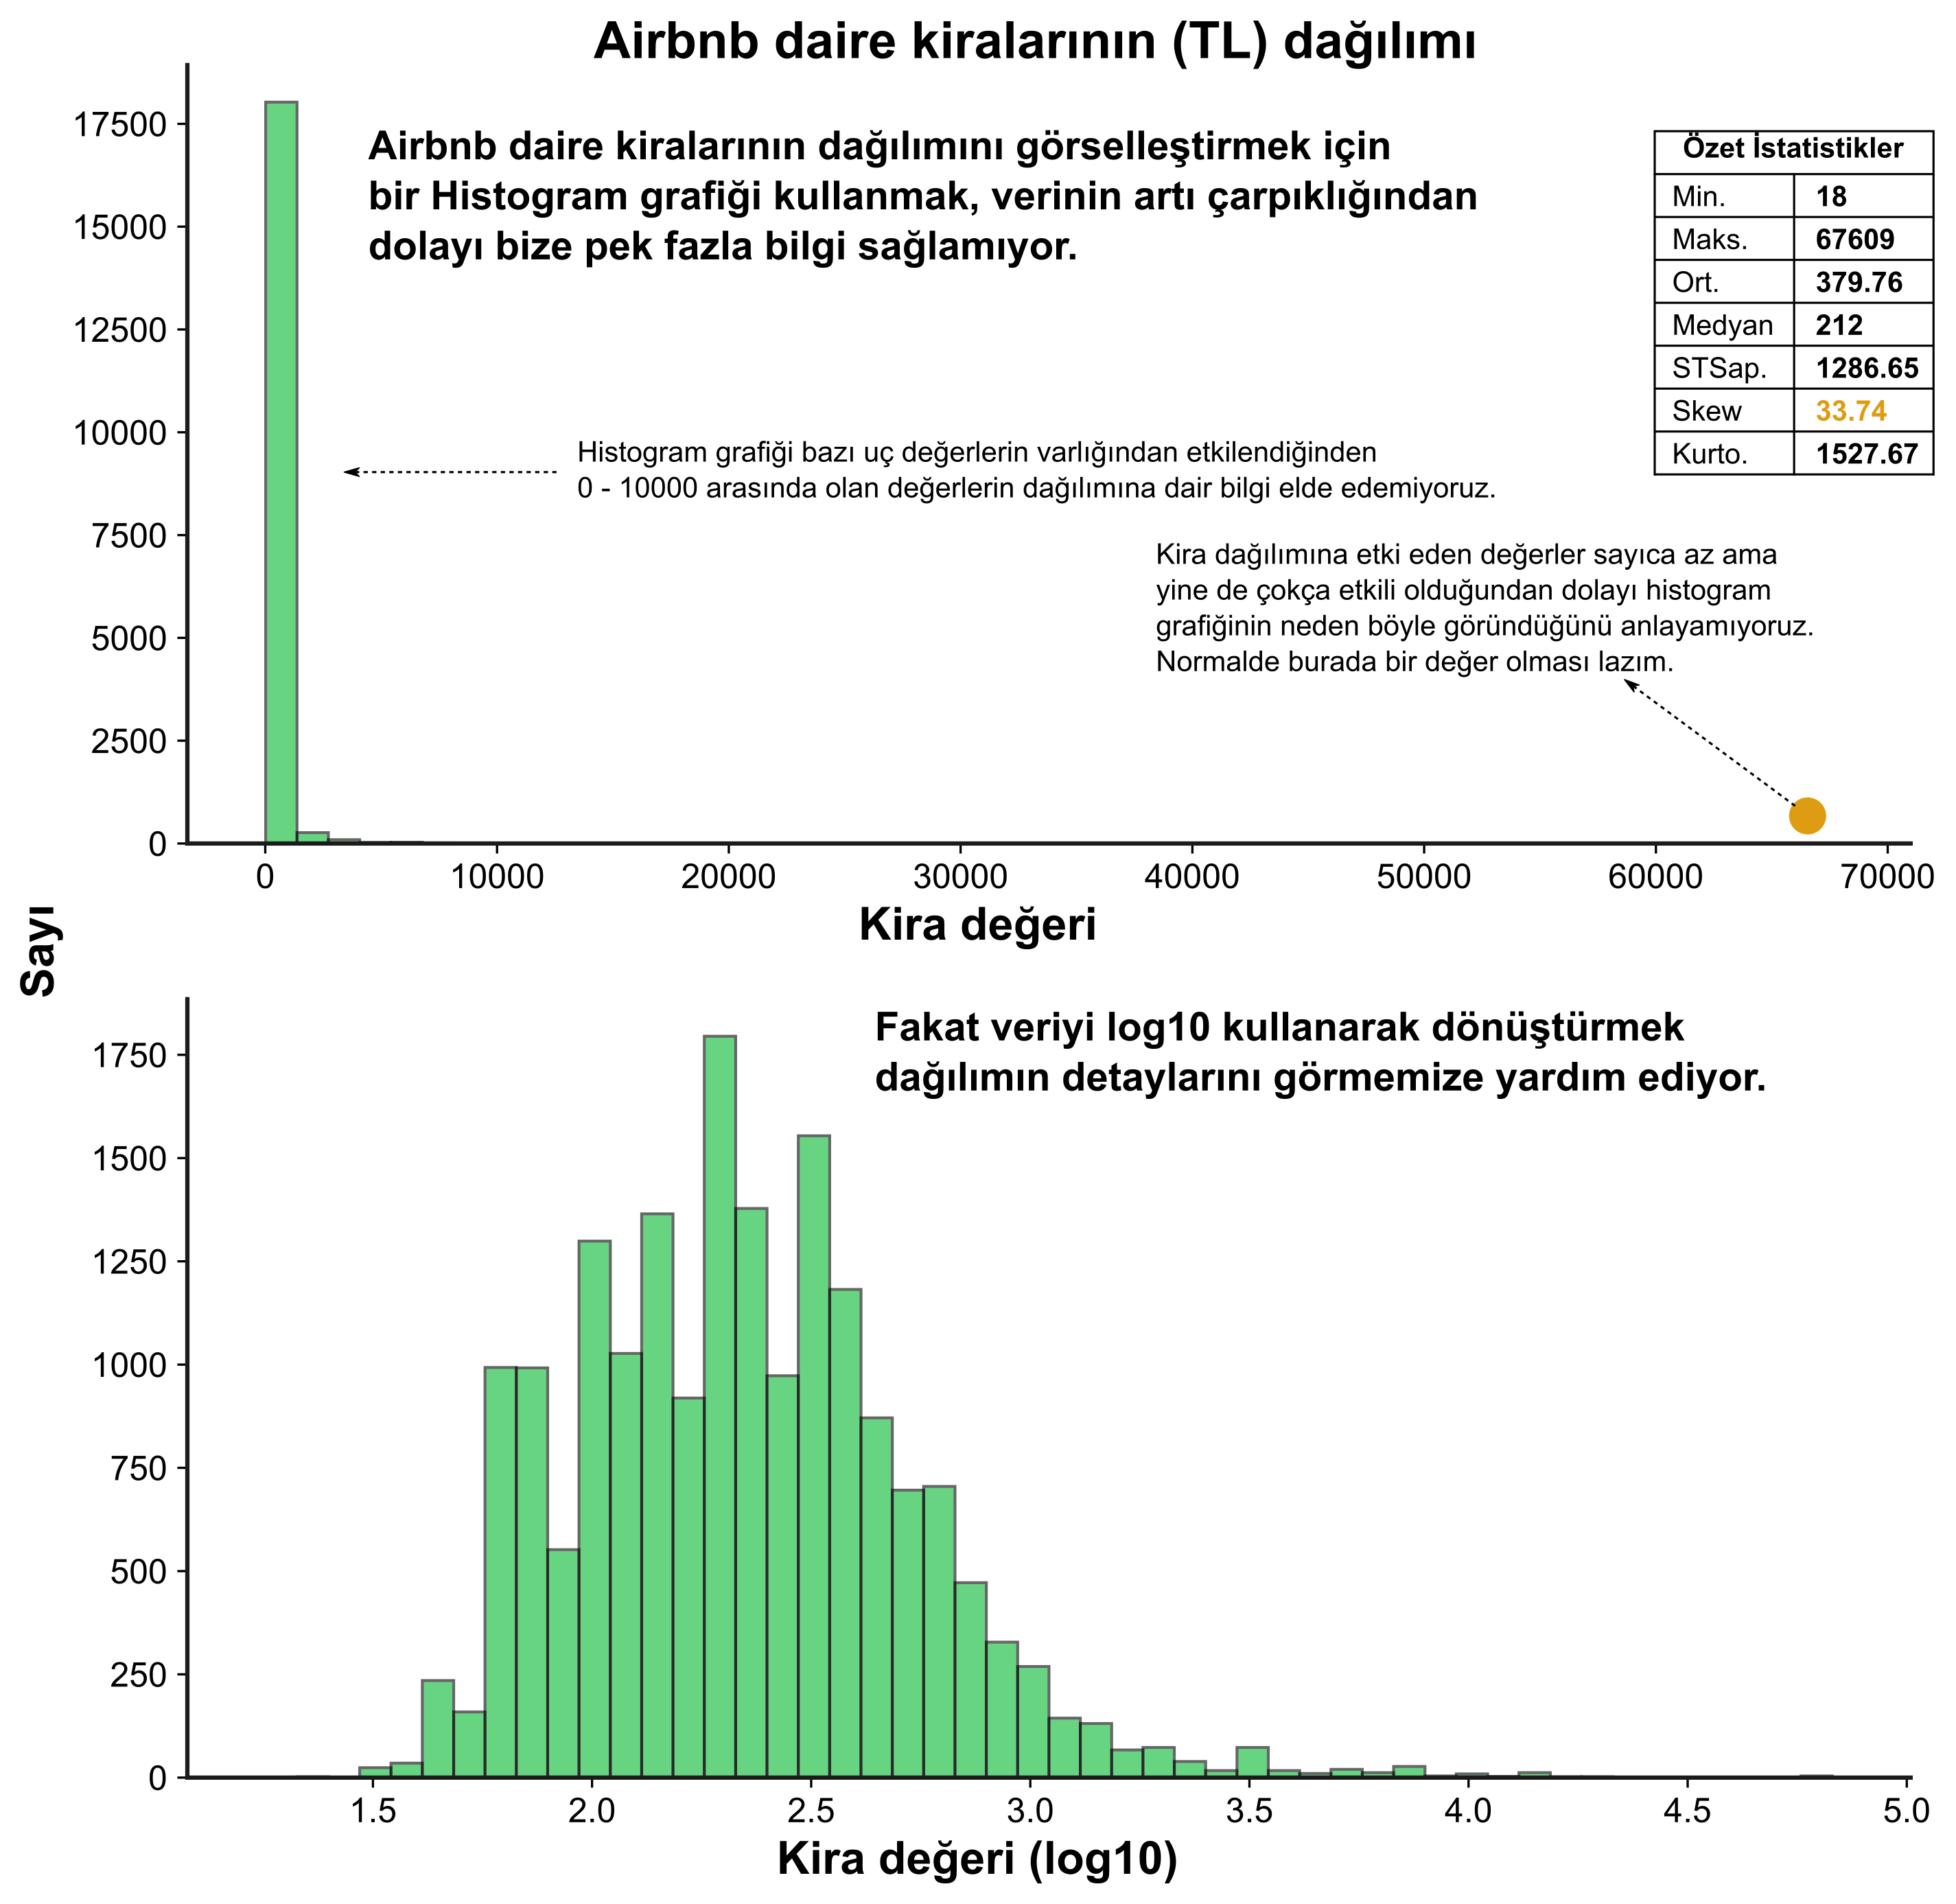 Airbnb daire kiralarının (TL) dağılımı
17500
15000
12500
10000
7500
5000
2500
0
Airbnb daire kiralarının dağılımını görselleştirmek için
bir Histogram grafiği kullanmak, verinin artı çarpıklığından
dolayı bize pek fazla bilgi sağlamıyor.
Özet İstatistikler
Min. 18
Maks. 67609
Ort. 379.76
Medyan 212
STSap. 1286.65
Skew 33.74
Kurto. 1527.67
Histogram grafiği bazı uç değerlerin varlığından etkilendiğinden
0 - 10000 arasında olan değerlerin dağılımına dair bilgi elde edemiyoruz.
Kira dağılımına etki eden değerler sayıca az ama
yine de çokça etkili olduğundan dolayı histogram
grafiğinin neden böyle göründüğünü anlayamıyoruz.
Normalde burada bir değer olması lazım.
0 10000 20000 30000 40000 50000 60000 70000
Kira değeri
Sayı
Fakat veriyi log10 kullanarak dönüştürmek
dağılımın detaylarını görmemize yardım ediyor.
1750
1500
1250
1000
750
500
250
0
1.5 2.0 2.5 3.0 3.5 4.0 4.5 5.0
Kira değeri (log10)